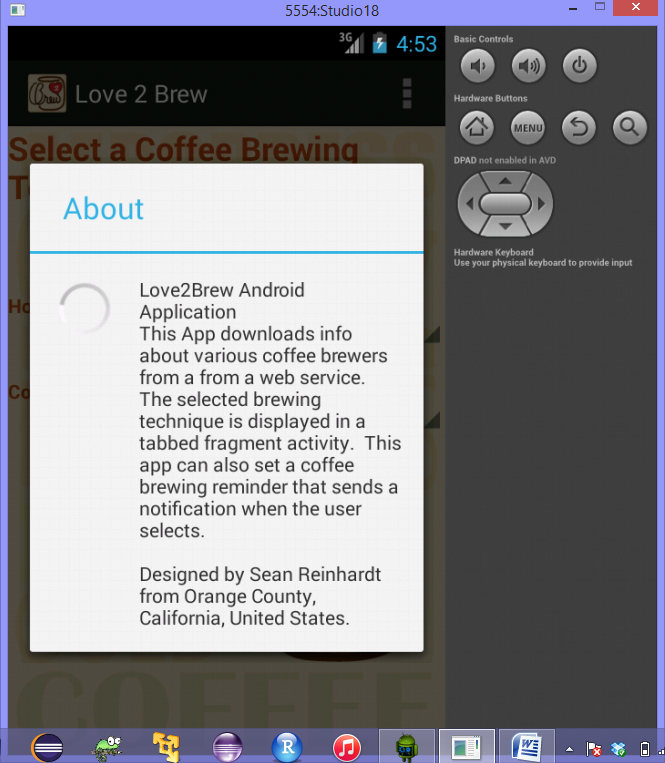 5554:Studio18
3G 4:53
Love 2 Brew
Select a Coffee Brewing
T
About
Love2Brew Android
Application
This App downloads info
about various coffee brewers
from a from a web service.
The selected brewing
technique is displayed in a
tabbed fragment activity.  This
app can also set a coffee
brewing reminder that sends a
notification when the user
selects.
Designed by Sean Reinhardt
from Orange County,
California, United States.
Ho
Co
COFFEE
Basic Controls
Hardware Buttons
MENU
DPAD not enabled in AVD
Hardware Keyboard
Use your physical keyboard to provide input
R
W